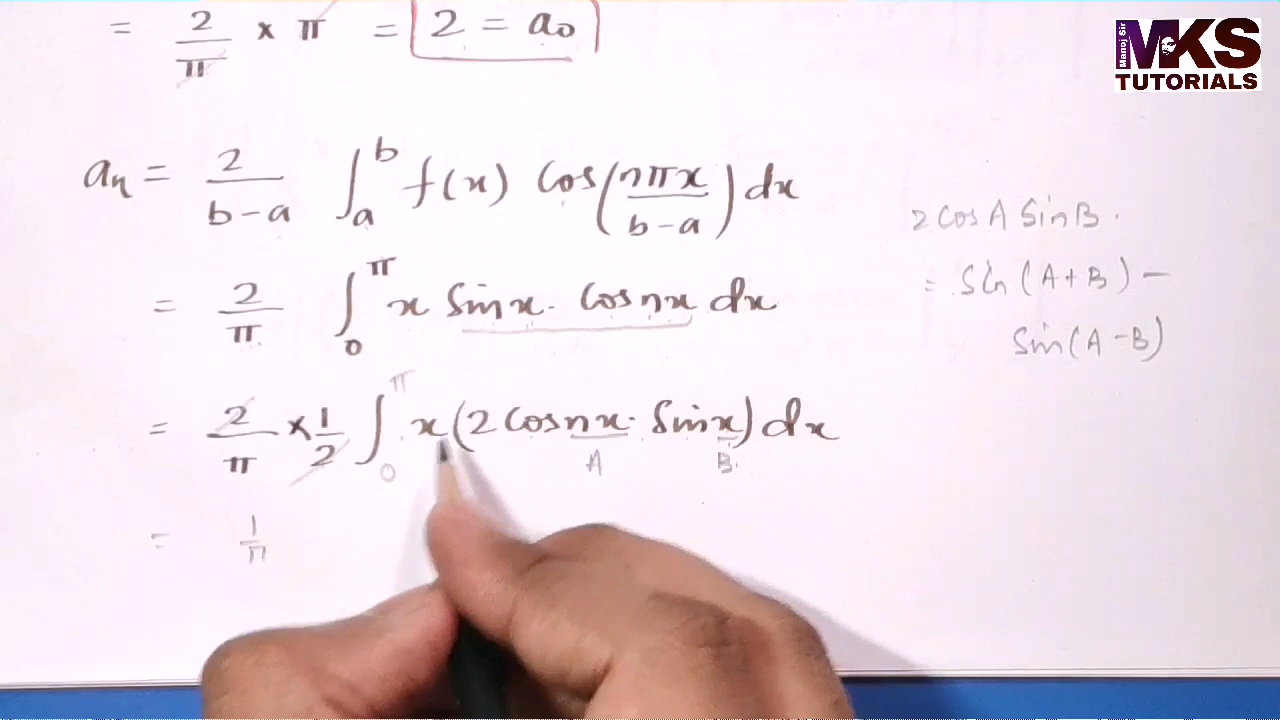 = 2/π × π = 2 = a₀
Manoj Sir
MKS
TUTORIALS
aₙ = 2/(b-a) ∫ₐᵇ f(x) cos(nπx/(b-a)) dx
2 cos A Sin B.
= 2/π ∫₀^π x Sin x. Cos nx dx
= Sin (A+B) –
Sin(A-B)
= 2/π × 1/2 ∫₀^π x (2 Cos nx. Sin x) dx
A B.
= 1/π